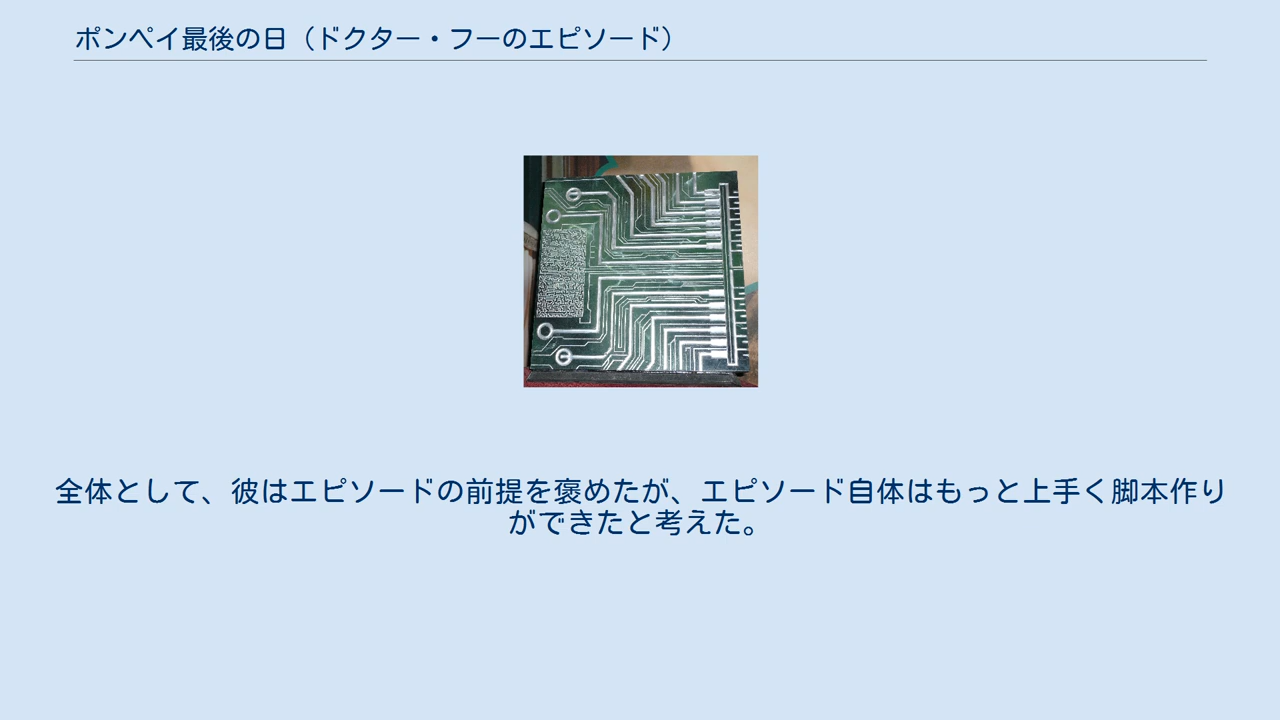 ポンペイ最後の日（ドクター・フーのエピソード）
全体として、彼はエピソードの前提を褒めたが、エピソード自体はもっと上手く脚本作り
ができたと考えた。